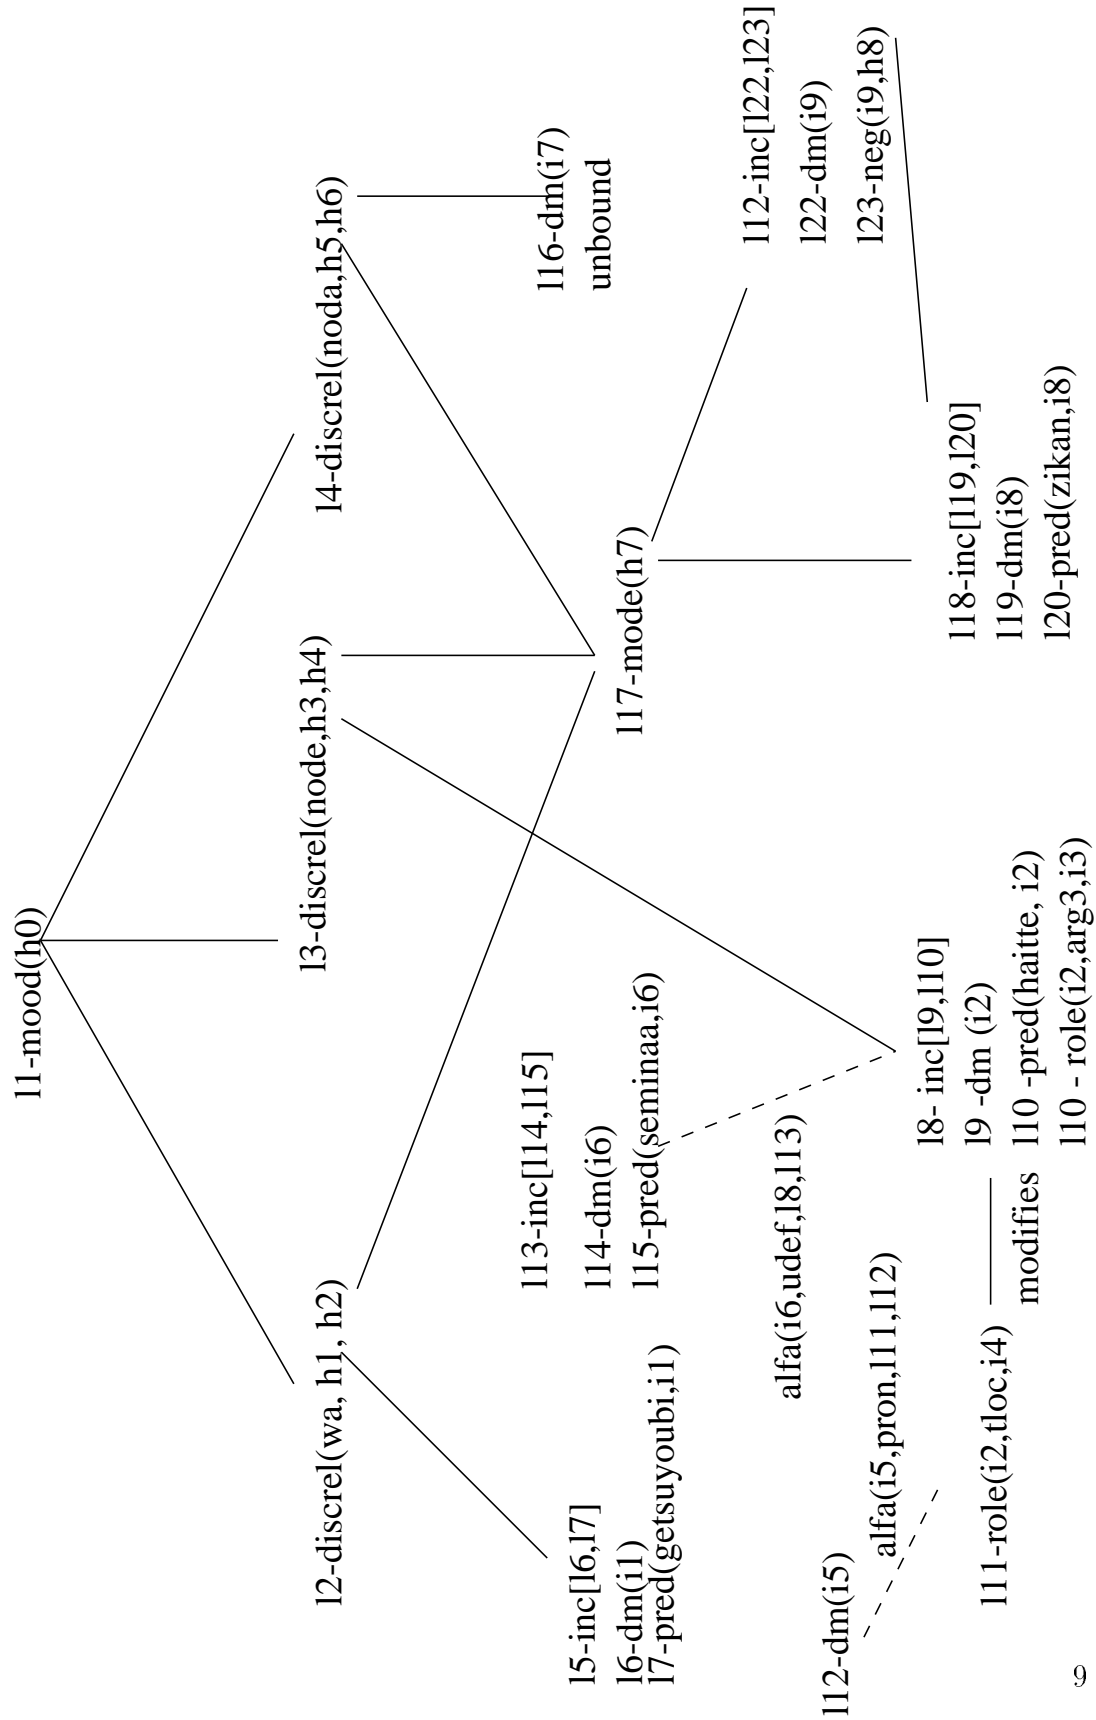 l1-mood(h0)
l2-discrel(wa, h1, h2)
l3-discrel(node,h3,h4)
l4-discrel(noda,h5,h6)
l5-inc[l6,l7]
l6-dm(i1)
l7-pred(getsuyoubi,i1)
l13-inc[l14,l15]
l14-dm(i6)
l15-pred(seminaa,i6)
l17-mode(h7)
l16-dm(i7)
unbound
alfa(i6,udef,l8,l13)
l12-inc[l22,l23]
l22-dm(i9)
l23-neg(i9,h8)
l12-dm(i5)
alfa(i5,pron,l11,l12)
l11-role(i2,tloc,i4)
modifies
l8- inc[l9,l10]
l9 -dm (i2)
l10 -pred(haitte, i2)
l10 - role(i2,arg3,i3)
l18-inc[l19,l20]
l19-dm(i8)
l20-pred(zikan,i8)
9